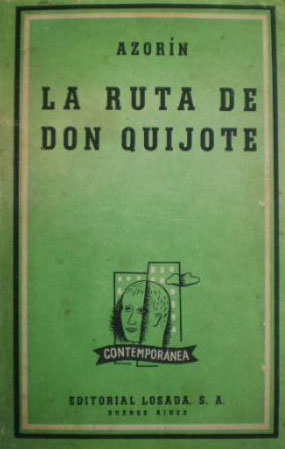 AZORÍN
LA RUTA DE
DON QUIJOTE
CONTEMPORÁNEA
EDITORIAL LOSADA, S. A.
BUENOS AIRES